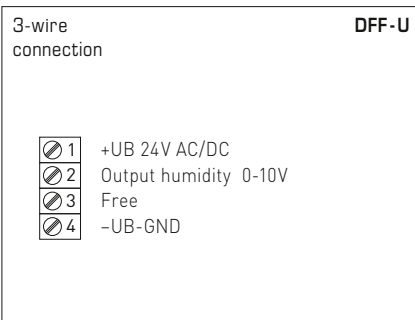 3-wire DFF-U
connection
1 +UB 24V AC/DC
2 Output humidity 0-10V
3 Free
4 –UB-GND